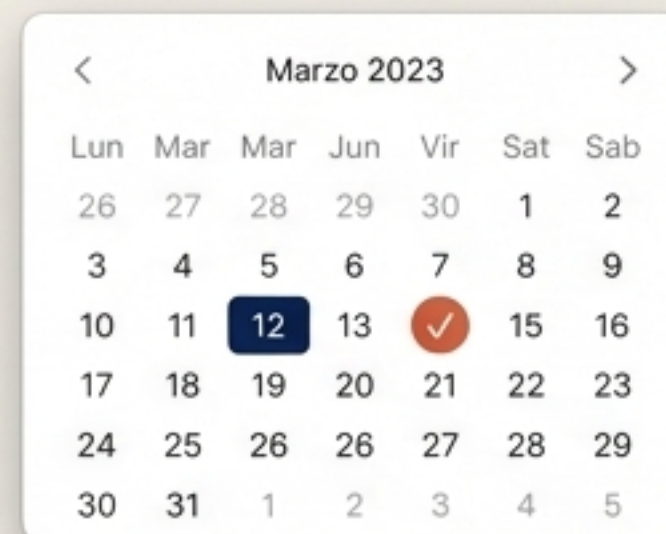 Marzo 2023
Lun Mar Mar Jun Vir Sat Sab
26 27 28 29 30 1 2
3 4 5 6 7 8 9
10 11 12 13 15 16
17 18 19 20 21 22 23
24 25 26 26 27 28 29
30 31 1 2 3 4 5